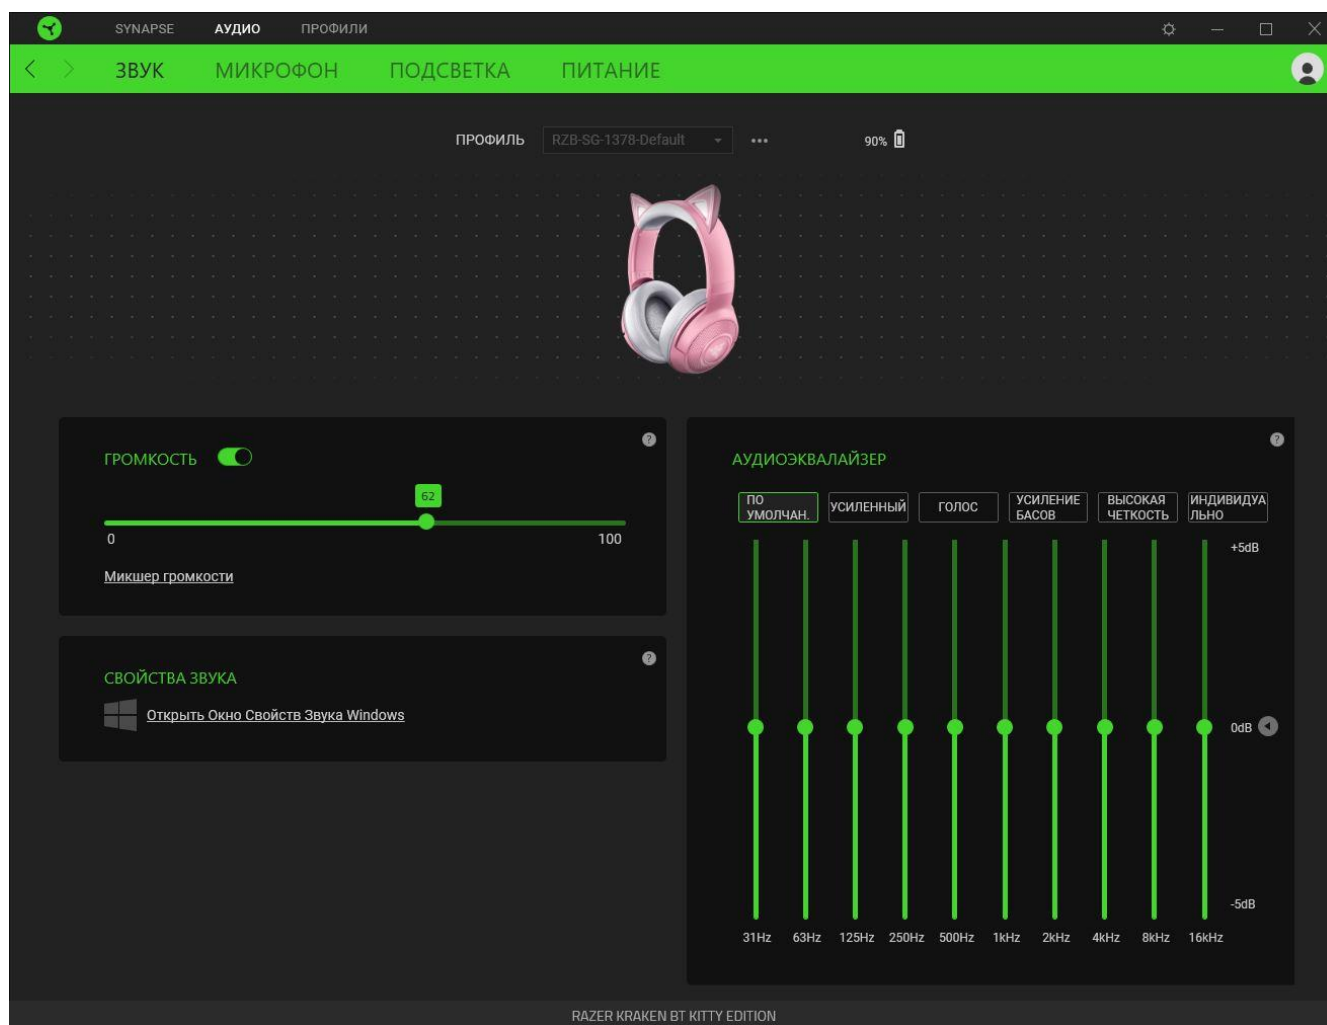 SYNAPSE АУДИО ПРОФИЛИ
ЗВУК МИКРОФОН ПОДСВЕТКА ПИТАНИЕ
ПРОФИЛЬ RZB-SG-1378-Default 90%
ГРОМКОСТЬ
62
0 100
Микшер громкости
СВОЙСТВА ЗВУКА
Открыть Окно Свойств Звука Windows
АУДИОЭКВАЛАЙЗЕР
ПО
УМОЛЧАН.
УСИЛЕННЫЙ
ГОЛОС
УСИЛЕНИЕ
БАСОВ
ВЫСОКАЯ
ЧЕТКОСТЬ
ИНДИВИДУА
ЛЬНО
+5dB
0dB
-5dB
31Hz 63Hz 125Hz 250Hz 500Hz 1kHz 2kHz 4kHz 8kHz 16kHz
RAZER KRAKEN BT KITTY EDITION